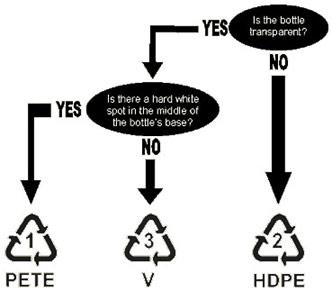 Is the bottle
transparent?
YES
NO
Is there a hard white
spot in the middle of
the bottle's base?
YES
NO
1
PETE
3
V
2
HDPE